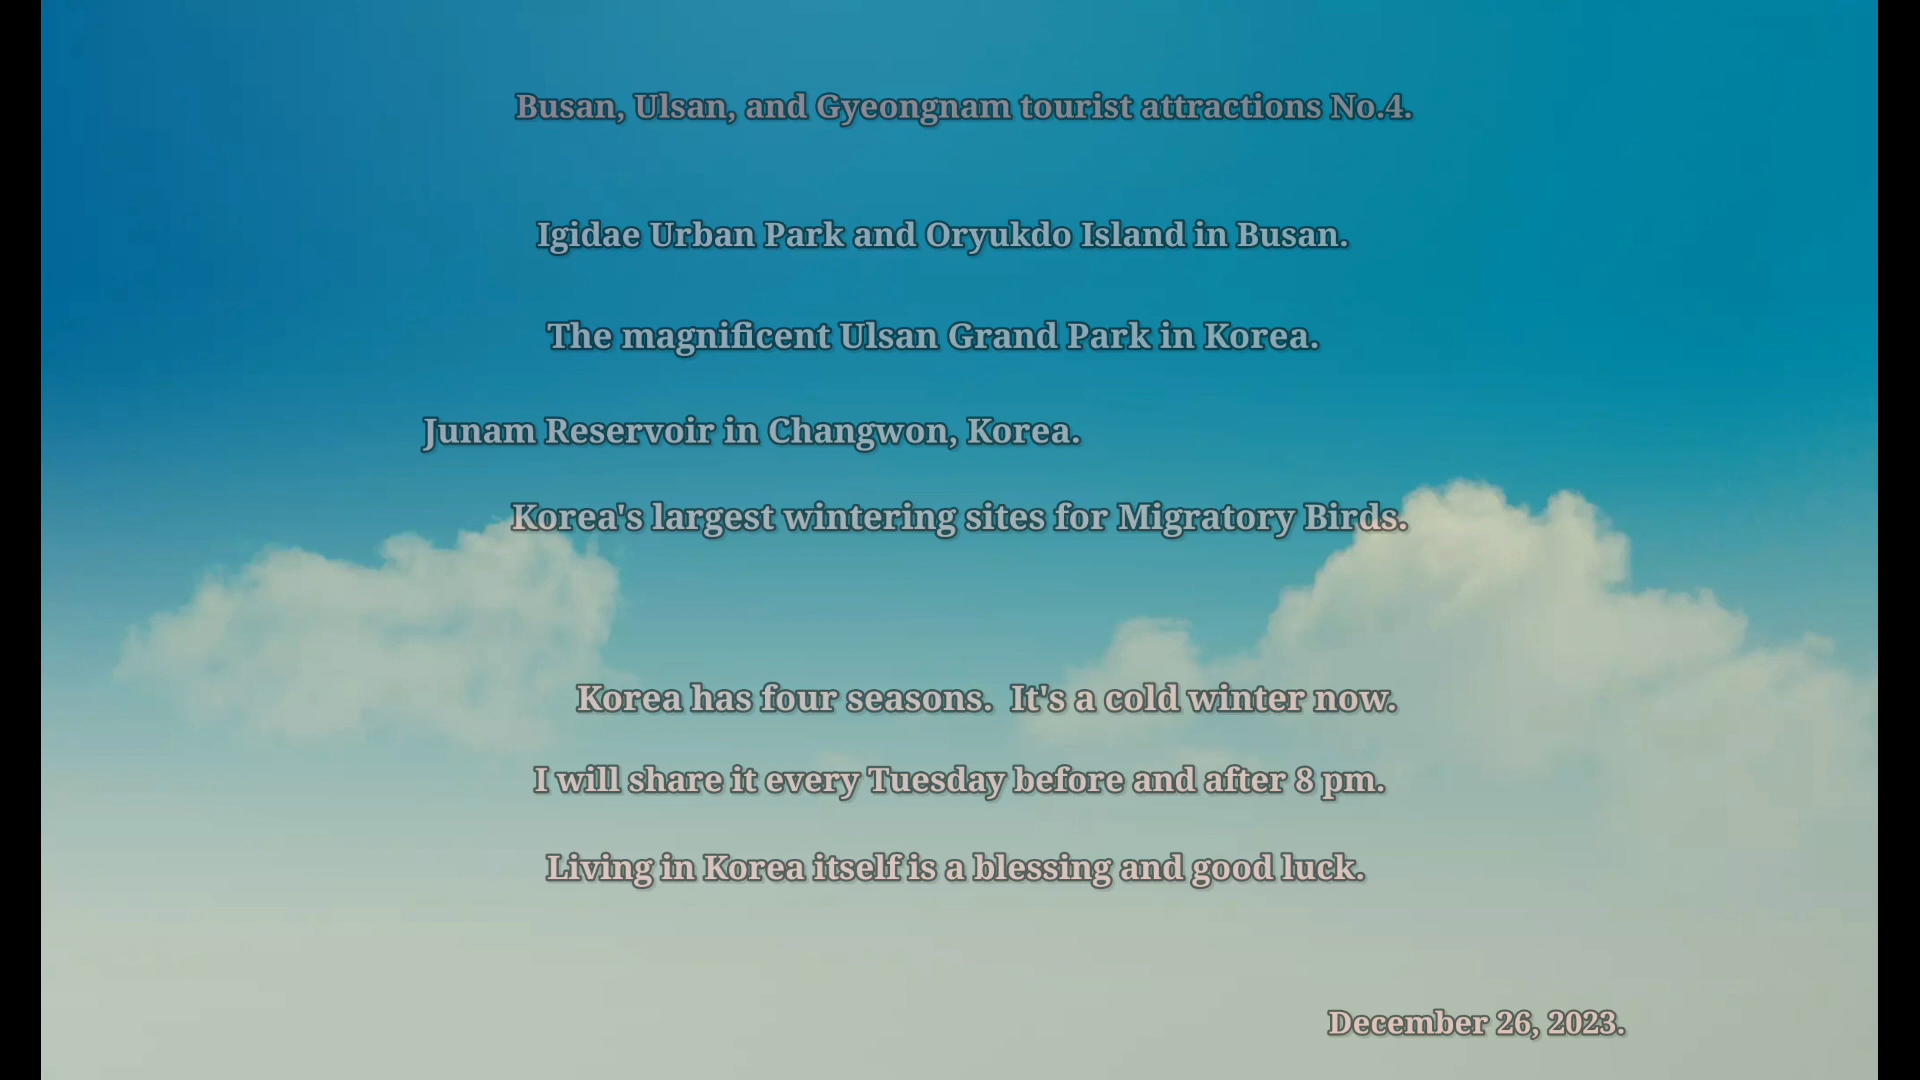 Busan, Ulsan, and Gyeongnam tourist attractions No.4.
Igidae Urban Park and Oryukdo Island in Busan.
The magnificent Ulsan Grand Park in Korea.
Junam Reservoir in Changwon, Korea.
Korea's largest wintering sites for Migratory Birds.
Korea has four seasons.  It's a cold winter now.
I will share it every Tuesday before and after 8 pm.
Living in Korea itself is a blessing and good luck.
December 26, 2023.